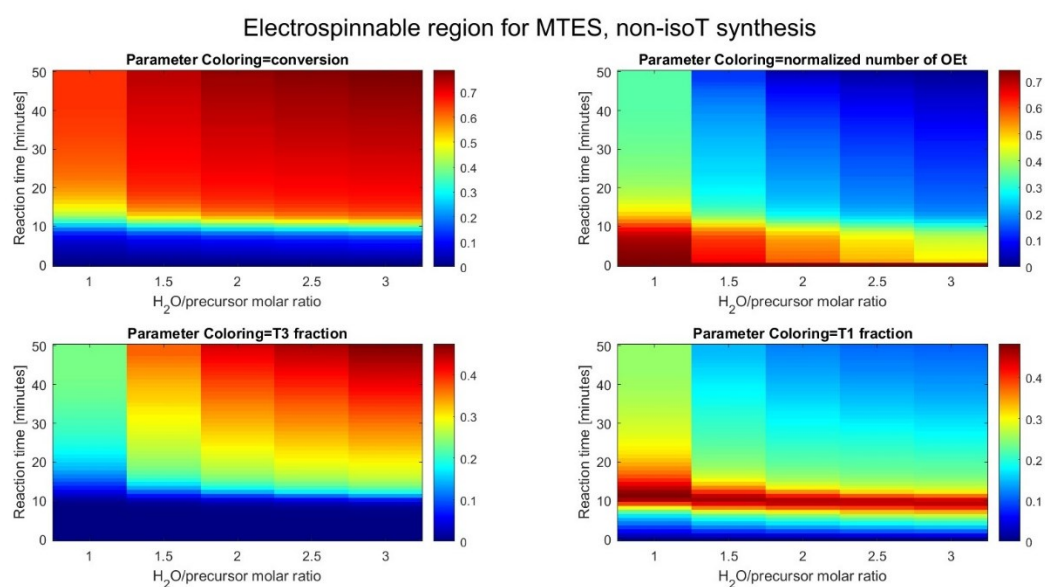 Electrospinnable region for MTES, non-isoT synthesis
Parameter Coloring=conversion
Reaction time [minutes]
50
40
30
20
10
0
1 1.5 2 2.5 3
H2O/precursor molar ratio
0.7
0.6
0.5
0.4
0.3
0.2
0.1
0
Parameter Coloring=normalized number of OEt
Reaction time [minutes]
50
40
30
20
10
0
1 1.5 2 2.5 3
H2O/precursor molar ratio
0.7
0.6
0.5
0.4
0.3
0.2
0.1
0
Parameter Coloring=T3 fraction
Reaction time [minutes]
50
40
30
20
10
0
1 1.5 2 2.5 3
H2O/precursor molar ratio
0.4
0.3
0.2
0.1
0
Parameter Coloring=T1 fraction
Reaction time [minutes]
50
40
30
20
10
0
1 1.5 2 2.5 3
H2O/precursor molar ratio
0.4
0.3
0.2
0.1
0